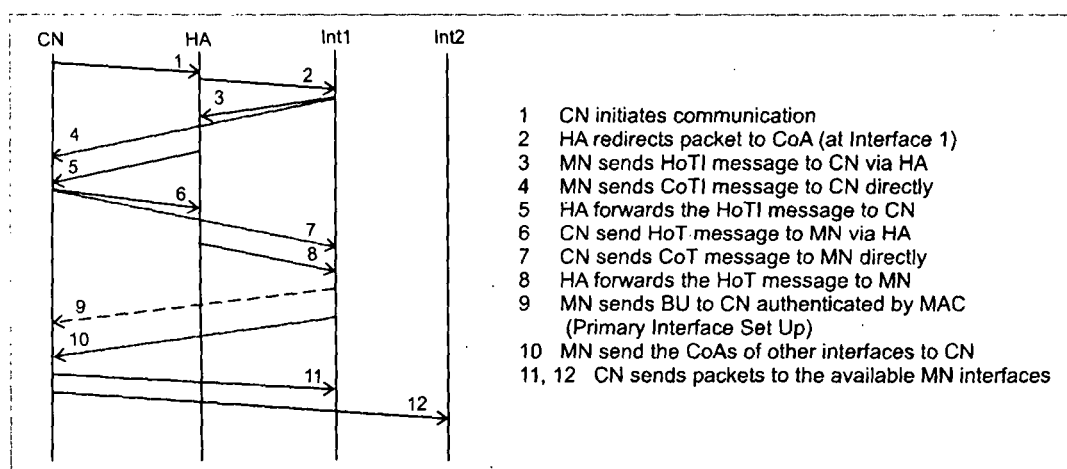 CN HA Int1 Int2
1
2
3
4
5
6
7
8
9
10
11
12
1 CN initiates communication
2 HA redirects packet to CoA (at Interface 1)
3 MN sends HoTI message to CN via HA
4 MN sends CoTI message to CN directly
5 HA forwards the HoTI message to CN
6 CN send HoT message to MN via HA
7 CN sends CoT message to MN directly
8 HA forwards the HoT message to MN
9 MN sends BU to CN authenticated by MAC
(Primary Interface Set Up)
10 MN send the CoAs of other interfaces to CN
11, 12 CN sends packets to the available MN interfaces